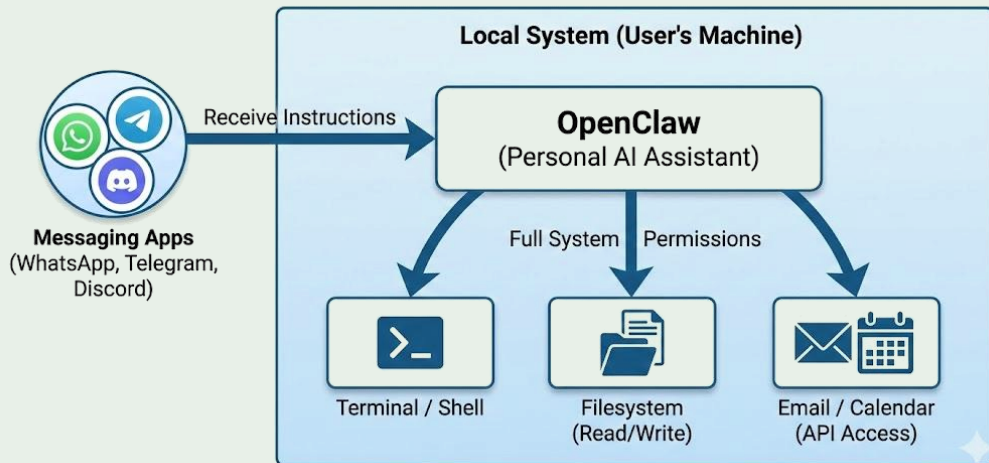 Local System (User's Machine)
Receive Instructions
OpenClaw
(Personal AI Assistant)
Messaging Apps
(WhatsApp, Telegram,
Discord)
Full System Permissions
Terminal / Shell
Filesystem
(Read/Write)
Email / Calendar
(API Access)